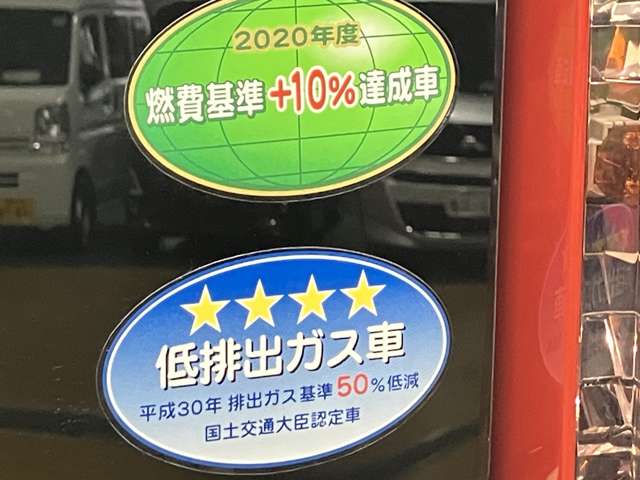 2020年度
燃費基準+10%達成車
★★★★
低排出ガス車
平成30年 排出ガス基準50%低減
国土交通大臣認定車